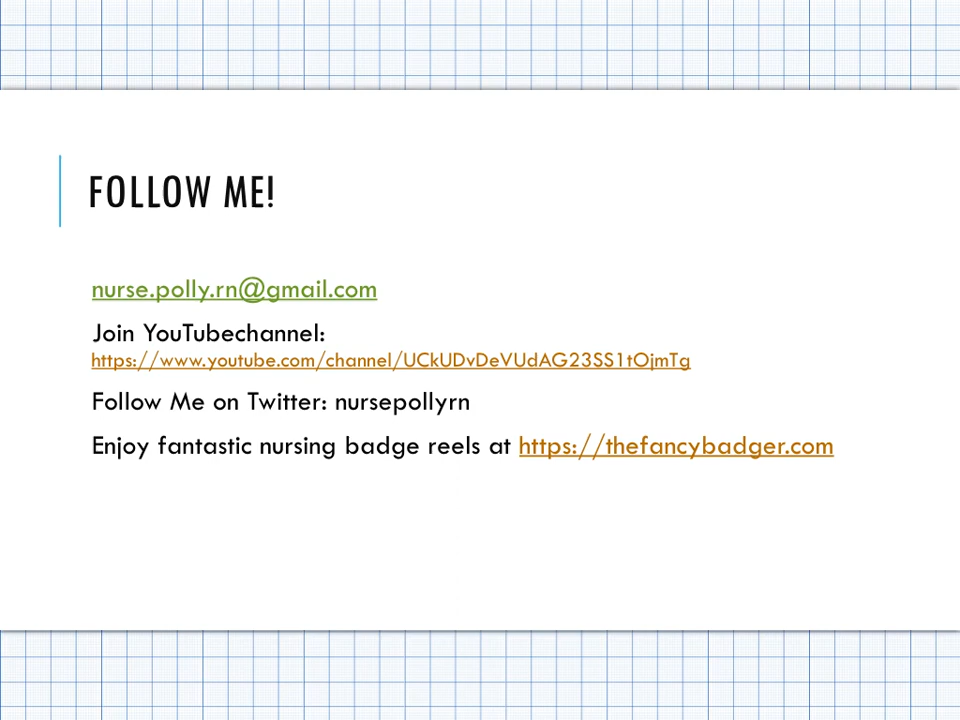 FOLLOW ME!
nurse.polly.rn@gmail.com
Join YouTubechannel:
https://www.youtube.com/channel/UCkUDvDeVUdAG23SS1tOjmTg
Follow Me on Twitter: nursepollyrn
Enjoy fantastic nursing badge reels at https://thefancybadger.com